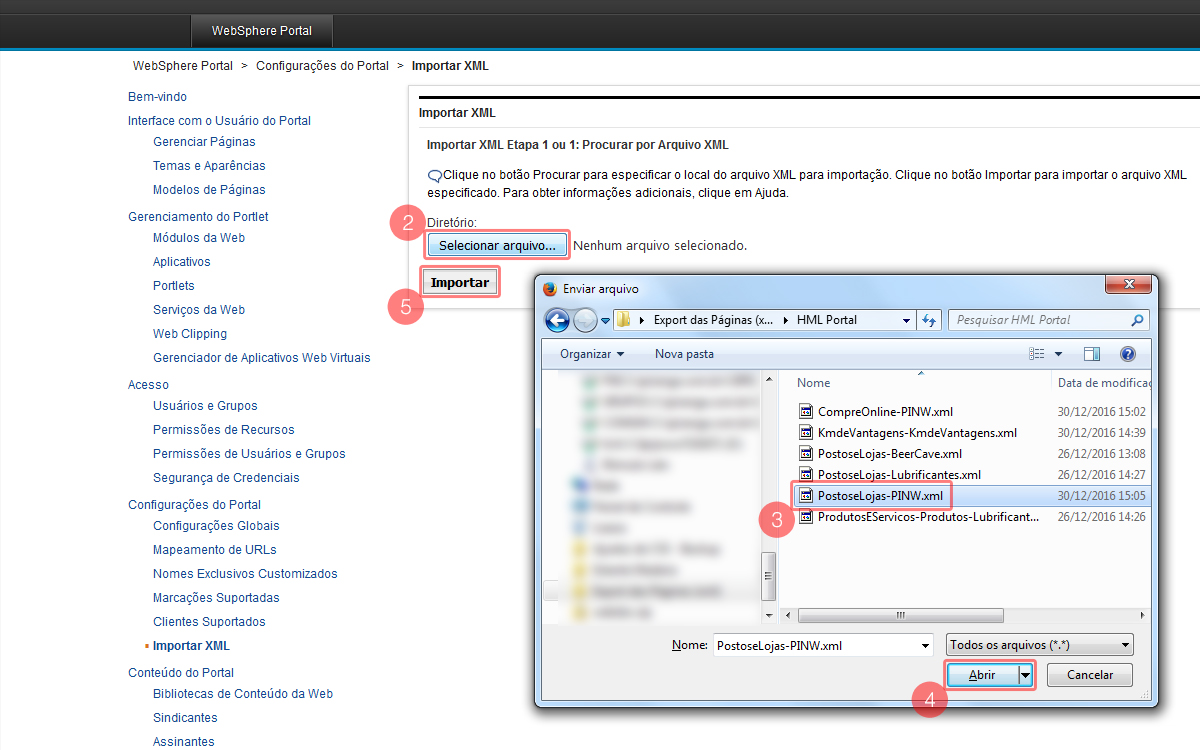 WebSphere Portal
WebSphere Portal > Configurações do Portal > Importar XML
Bem-vindo
Interface com o Usuário do Portal
Gerenciar Páginas
Temas e Aparências
Modelos de Páginas
Gerenciamento do Portlet
Módulos da Web
Aplicativos
Portlets
Serviços da Web
Web Clipping
Gerenciador de Aplicativos Web Virtuais
Acesso
Usuários e Grupos
Permissões de Recursos
Permissões de Usuários e Grupos
Segurança de Credenciais
Configurações do Portal
Configurações Globais
Mapeamento de URLs
Nomes Exclusivos Customizados
Marcações Suportadas
Clientes Suportados
Importar XML
Conteúdo do Portal
Bibliotecas de Conteúdo da Web
Sindicantes
Assinantes
Importar XML
Importar XML Etapa 1 ou 1: Procurar por Arquivo XML
Clique no botão Procurar para especificar o local do arquivo XML para importação. Clique no botão Importar para importar o arquivo XML
especificado. Para obter informações adicionais, clique em Ajuda.
2
Diretório:
Selecionar arquivo... Nenhum arquivo selecionado.
Importar
5
Enviar arquivo
Export das Páginas (x... HML Portal
Pesquisar HML Portal
Organizar Nova pasta
Nome Data de modificaç
CompreOnline-PINW.xml 30/12/2016 15:02
KmdeVantagens-KmdeVantagens.xml 30/12/2016 14:39
PostoseLojas-BeerCave.xml 26/12/2016 13:08
PostoseLojas-Lubrificantes.xml 26/12/2016 14:27
PostoseLojas-PINW.xml 30/12/2016 15:05
3
ProdutosEServicos-Produtos-Lubrificant... 26/12/2016 14:26
Nome: PostoseLojas-PINW.xml Todos os arquivos (*.*)
Abrir Cancelar
4